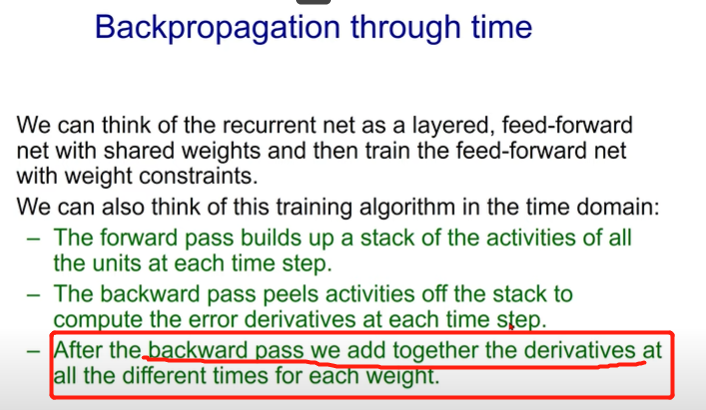 Backpropagation through time
We can think of the recurrent net as a layered, feed-forward
net with shared weights and then train the feed-forward net
with weight constraints.
We can also think of this training algorithm in the time domain:
– The forward pass builds up a stack of the activities of all
the units at each time step.
– The backward pass peels activities off the stack to
compute the error derivatives at each time step.
– After the backward pass we add together the derivatives at
all the different times for each weight.